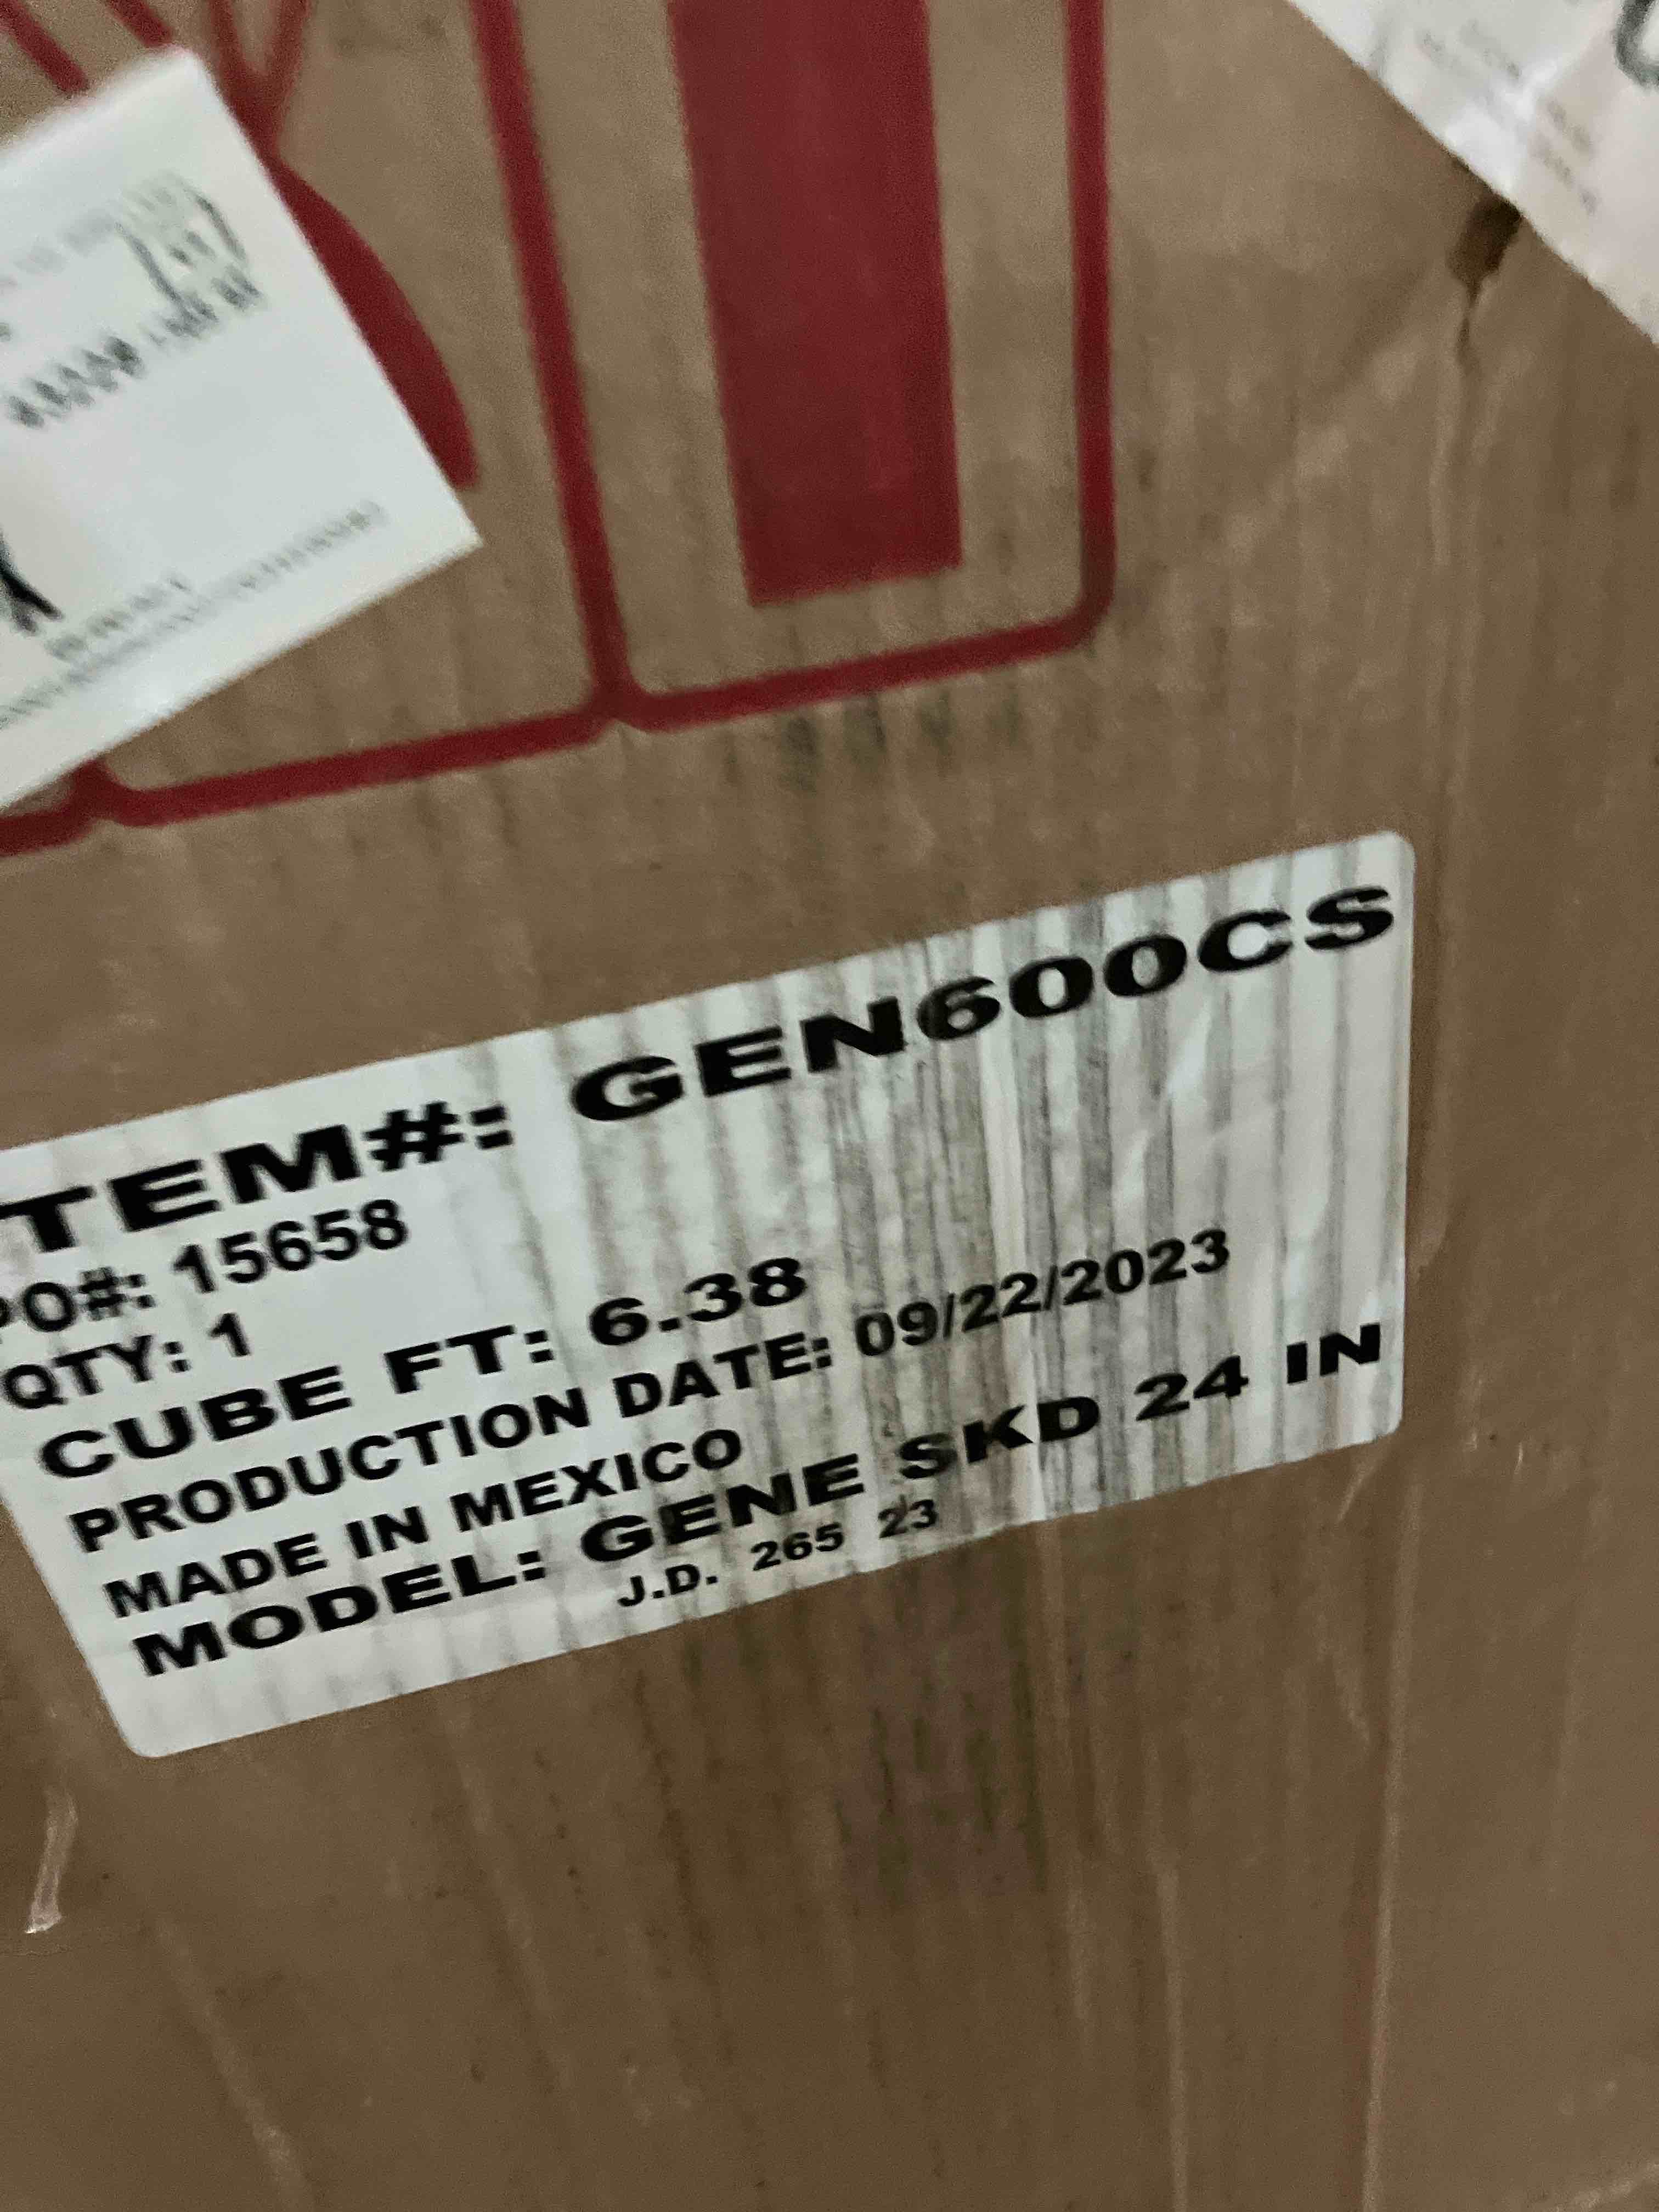 TEM#: GEN600CS
PO#: 15658
QTY: 1
CUBE FT: 6.38
PRODUCTION DATE: 09/22/2023
MADE IN MEXICO
MODEL: GENE SKD 24 IN
J.D. 265 23